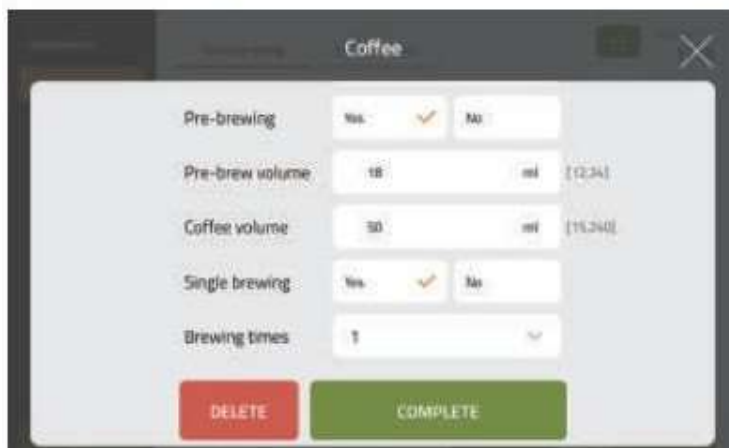 Coffee
Pre-brewing Yes No
Pre-brew volume 18 ml [12,34]
Coffee volume 50 ml [15,240]
Single brewing Yes No
Brewing times 1
DELETE COMPLETE